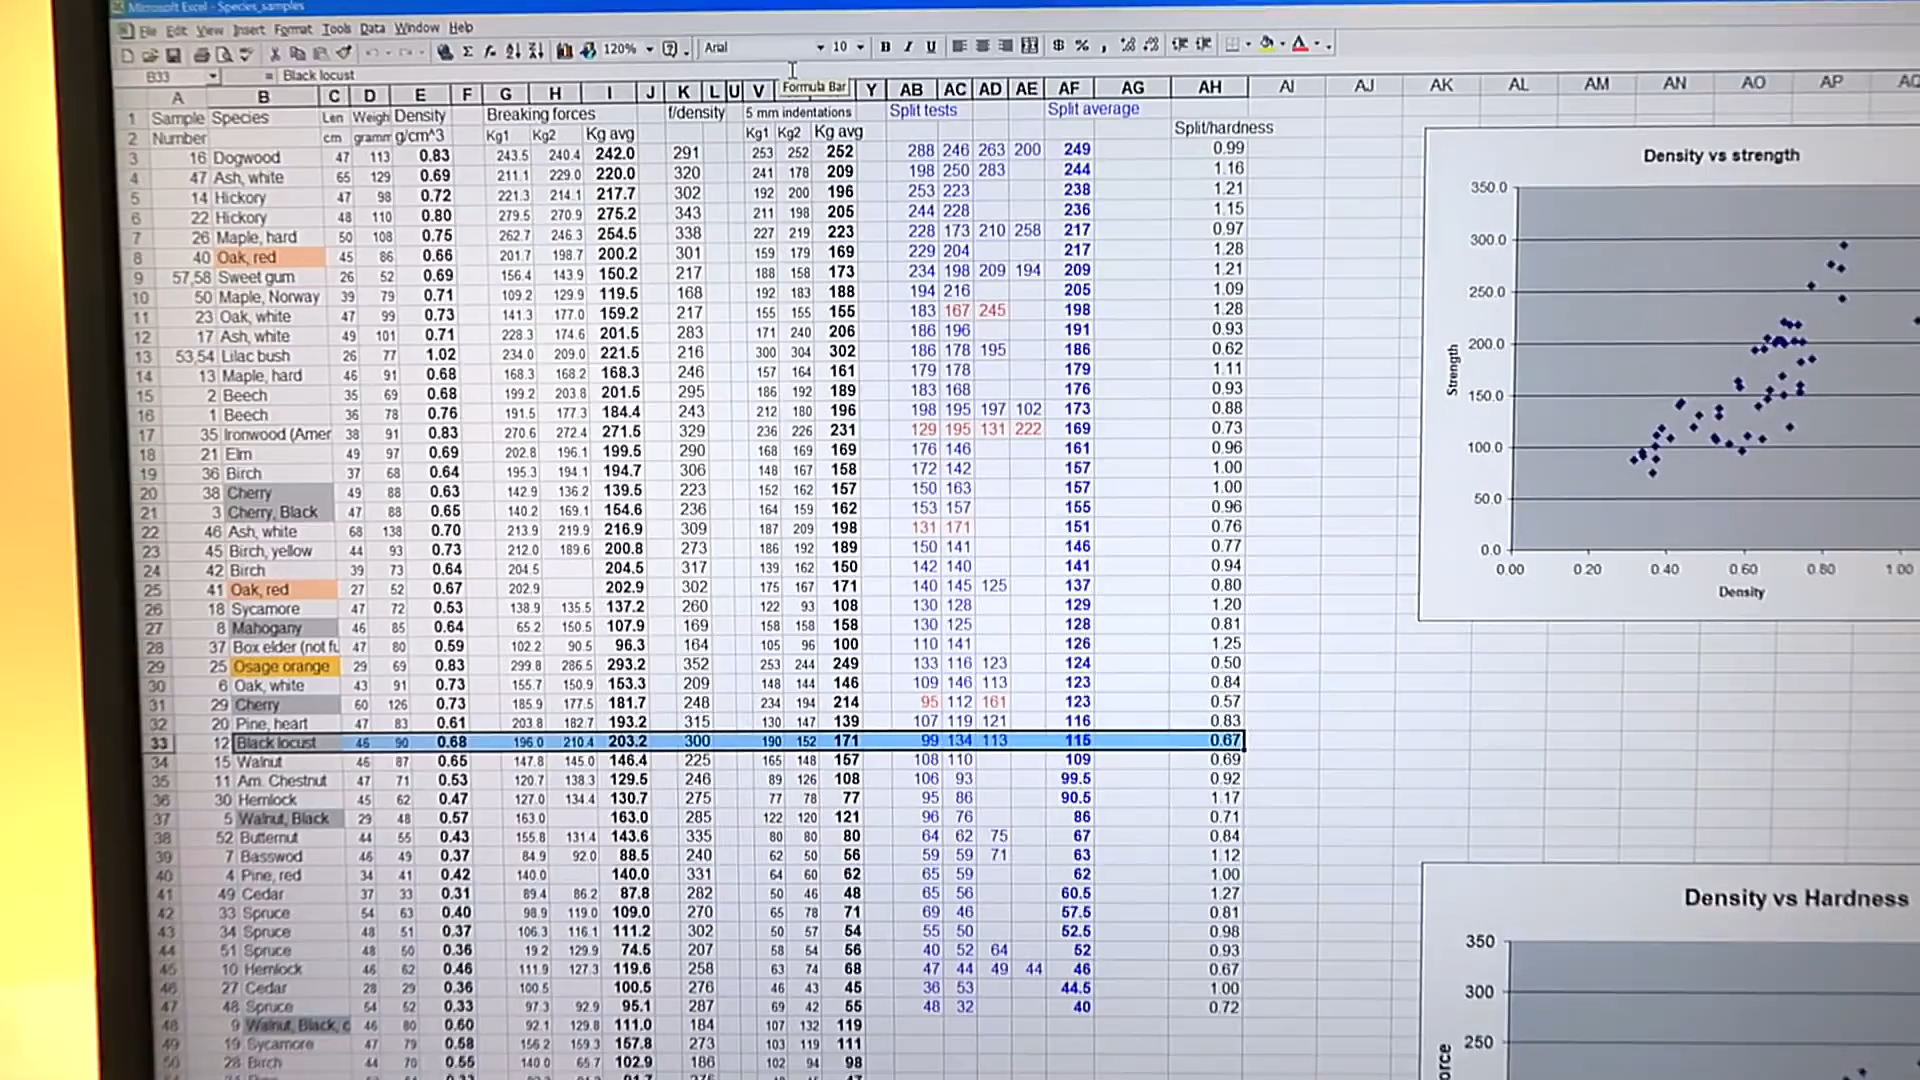 Microsoft Excel - Species_samples
File Edit View Insert Format Tools Data Window Help
120% Arial 10 B I U $ % ,
B33 = Black locust
Formula Bar
A B C D E F G H I J K L U V Y AB AC AD AE AF AG AH AI AJ AK AL AM AN AO AP
1 Sample Species Len Weigh Density Breaking forces f/density 5 mm indentations Split tests Split average
2 Number cm gramm g/cm^3 Kg1 Kg2 Kg avg Kg1 Kg2 Kg avg Split/hardness
3 16 Dogwood 47 113 0.83 243.5 240.4 242.0 291 253 252 252 288 246 263 200 249 0.99
4 47 Ash, white 65 129 0.69 211.1 229.0 220.0 320 241 178 209 198 250 283 244 1.16
5 14 Hickory 47 98 0.72 221.3 214.1 217.7 302 192 200 196 253 223 238 1.21
6 22 Hickory 48 110 0.80 279.5 270.9 275.2 343 211 198 205 244 228 236 1.15
7 26 Maple, hard 50 108 0.75 262.7 246.3 254.5 338 227 219 223 228 173 210 258 217 0.97
8 40 Oak, red 45 86 0.66 201.7 198.7 200.2 301 159 179 169 229 204 217 1.28
9 57,58 Sweet gum 26 52 0.69 156.4 143.9 150.2 217 188 158 173 234 198 209 194 209 1.21
10 50 Maple, Norway 39 79 0.71 109.2 129.9 119.5 168 192 183 188 194 216 205 1.09
11 23 Oak, white 47 99 0.73 141.3 177.0 159.2 217 155 155 155 183 167 245 198 1.28
12 17 Ash, white 49 101 0.71 228.3 174.6 201.5 283 171 240 206 186 196 191 0.93
13 53,54 Lilac bush 26 77 1.02 234.0 209.0 221.5 216 300 304 302 186 178 195 186 0.62
14 13 Maple, hard 46 91 0.68 168.3 168.2 168.3 246 157 164 161 179 178 179 1.11
15 2 Beech 35 69 0.68 199.2 203.8 201.5 295 186 192 189 183 168 176 0.93
16 1 Beech 36 78 0.76 191.5 177.3 184.4 243 212 180 196 198 195 197 102 173 0.88
17 35 Ironwood (Amer 38 91 0.83 270.6 272.4 271.5 329 236 226 231 129 195 131 222 169 0.73
18 21 Elm 49 97 0.69 202.8 196.1 199.5 290 168 169 169 176 146 161 0.96
19 36 Birch 37 68 0.64 195.3 194.1 194.7 306 148 167 158 172 142 157 1.00
20 38 Cherry 49 88 0.63 142.9 136.2 139.5 223 152 162 157 150 163 157 1.00
21 3 Cherry, Black 47 88 0.65 140.2 169.1 154.6 236 164 159 162 153 157 155 0.96
22 46 Ash, white 68 138 0.70 213.9 219.9 216.9 309 187 209 198 131 171 151 0.76
23 45 Birch, yellow 44 93 0.73 212.0 189.6 200.8 273 186 192 189 150 141 146 0.77
24 42 Birch 39 73 0.64 204.5 204.5 317 139 162 150 142 140 141 0.94
25 41 Oak, red 27 52 0.67 202.9 202.9 302 175 167 171 140 145 125 137 0.80
26 18 Sycamore 47 72 0.53 138.9 135.5 137.2 260 122 93 108 130 128 129 1.20
27 8 Mahogany 46 85 0.64 65.2 150.5 107.9 169 158 158 158 130 125 128 0.81
28 37 Box elder (not fu 47 80 0.59 102.2 90.5 96.3 164 105 96 100 110 141 126 1.25
29 25 Osage orange 29 69 0.83 299.8 286.5 293.2 352 253 244 249 133 116 123 124 0.50
30 6 Oak, white 43 91 0.73 155.7 150.9 153.3 209 148 144 146 109 146 113 123 0.84
31 29 Cherry 60 126 0.73 185.9 177.5 181.7 248 234 194 214 95 112 161 123 0.57
32 20 Pine, heart 47 83 0.61 203.8 182.7 193.2 315 130 147 139 107 119 121 116 0.83
33 12 Black locust 46 90 0.68 196.0 210.4 203.2 300 190 152 171 99 134 113 115 0.67
34 15 Walnut 46 87 0.65 147.8 145.0 146.4 225 165 148 157 108 110 109 0.69
35 11 Am. Chestnut 47 71 0.53 120.7 138.3 129.5 246 89 126 108 106 93 99.5 0.92
36 30 Hemlock 45 62 0.47 127.0 134.4 130.7 275 77 78 77 95 86 90.5 1.17
37 5 Walnut, Black 29 48 0.57 163.0 163.0 285 122 120 121 96 76 86 0.71
38 52 Butternut 44 55 0.43 155.8 131.4 143.6 335 80 80 80 64 62 75 67 0.84
39 7 Basswod 46 49 0.37 84.9 92.0 88.5 240 62 50 56 59 59 71 63 1.12
40 4 Pine, red 34 41 0.42 140.0 140.0 331 64 60 62 65 59 62 1.00
41 49 Cedar 37 33 0.31 89.4 86.2 87.8 282 50 46 48 65 56 60.5 1.27
42 33 Spruce 54 63 0.40 98.9 119.0 109.0 270 65 78 71 69 46 57.5 0.81
43 34 Spruce 48 51 0.37 106.3 116.1 111.2 302 50 57 54 55 50 52.5 0.98
44 51 Spruce 48 50 0.36 19.2 129.9 74.5 207 58 54 56 40 52 64 52 0.93
45 10 Hemlock 46 62 0.46 111.9 127.3 119.6 258 63 74 68 47 44 49 44 46 0.67
46 27 Cedar 28 29 0.36 100.5 100.5 276 46 43 45 36 53 44.5 1.00
47 48 Spruce 54 52 0.33 97.3 92.9 95.1 287 69 42 55 48 32 40 0.72
48 9 Walnut, Black, c 46 80 0.60 92.1 129.8 111.0 184 107 132 119
49 19 Sycamore 47 79 0.58 156.2 159.3 157.8 273 103 119 111
50 28 Birch 44 70 0.55 140.0 65.7 102.9 186 102 94 98
Density vs strength
350.0
300.0
250.0
200.0
150.0
100.0
50.0
0.0
Strength
0.00 0.20 0.40 0.60 0.80 1.00
Density
Density vs Hardness
350
300
250